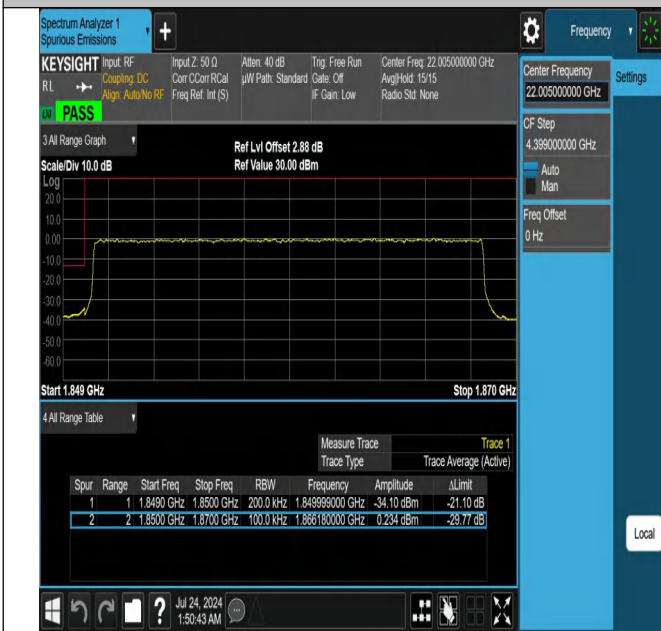 Spectrum Analyzer 1
Spurious Emissions
+
Frequency
KEYSIGHT
RL
PASS
Input: RF
Coupling: DC
Align: Auto/No RF
Input Z: 50 Ω
Corr CCorr RCal
Freq Ref: Int (S)
Atten: 40 dB
µW Path: Standard
Trig: Free Run
Gate: Off
IF Gain: Low
Center Freq: 22.005000000 GHz
Avg|Hold: 15/15
Radio Std: None
Center Frequency
22.005000000 GHz
Settings
CF Step
4.399000000 GHz
Auto
Man
Freq Offset
0 Hz
3 All Range Graph
Scale/Div 10.0 dB
Ref Lvl Offset 2.88 dB
Ref Value 30.00 dBm
Log
20.0
10.0
0.00
-10.0
-20.0
-30.0
-40.0
-50.0
-60.0
Start 1.849 GHz Stop 1.870 GHz
4 All Range Table
Measure Trace Trace 1
Trace Type Trace Average (Active)
Spur Range Start Freq Stop Freq RBW Frequency Amplitude ΔLimit
1 1 1.8490 GHz 1.8500 GHz 200.0 kHz 1.849999000 GHz -34.10 dBm -21.10 dB
2 2 1.8500 GHz 1.8700 GHz 100.0 kHz 1.866180000 GHz 0.234 dBm -29.77 dB
Local
?
Jul 24, 2024
1:50:43 AM